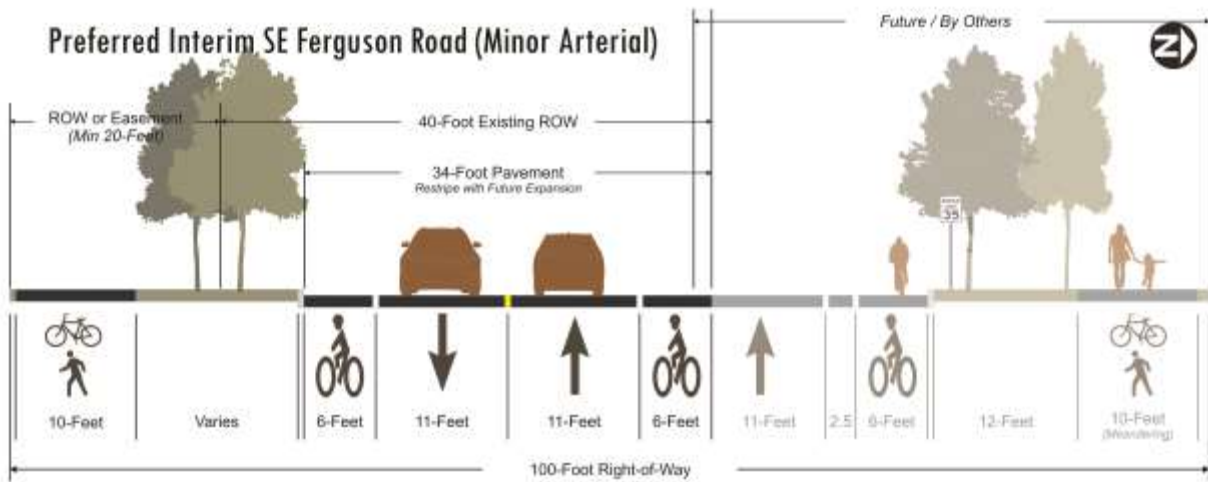 Preferred Interim SE Ferguson Road (Minor Arterial)
Future / By Others
N
ROW or Easement
(Min 20-Feet)
40-Foot Existing ROW
34-Foot Pavement
Restripe with Future Expansion
35
10-Feet
Varies
6-Feet
11-Feet
11-Feet
6-Feet
11-Feet
2.5
6-Feet
12-Feet
10-Feet
(Meandering)
100-Foot Right-of-Way